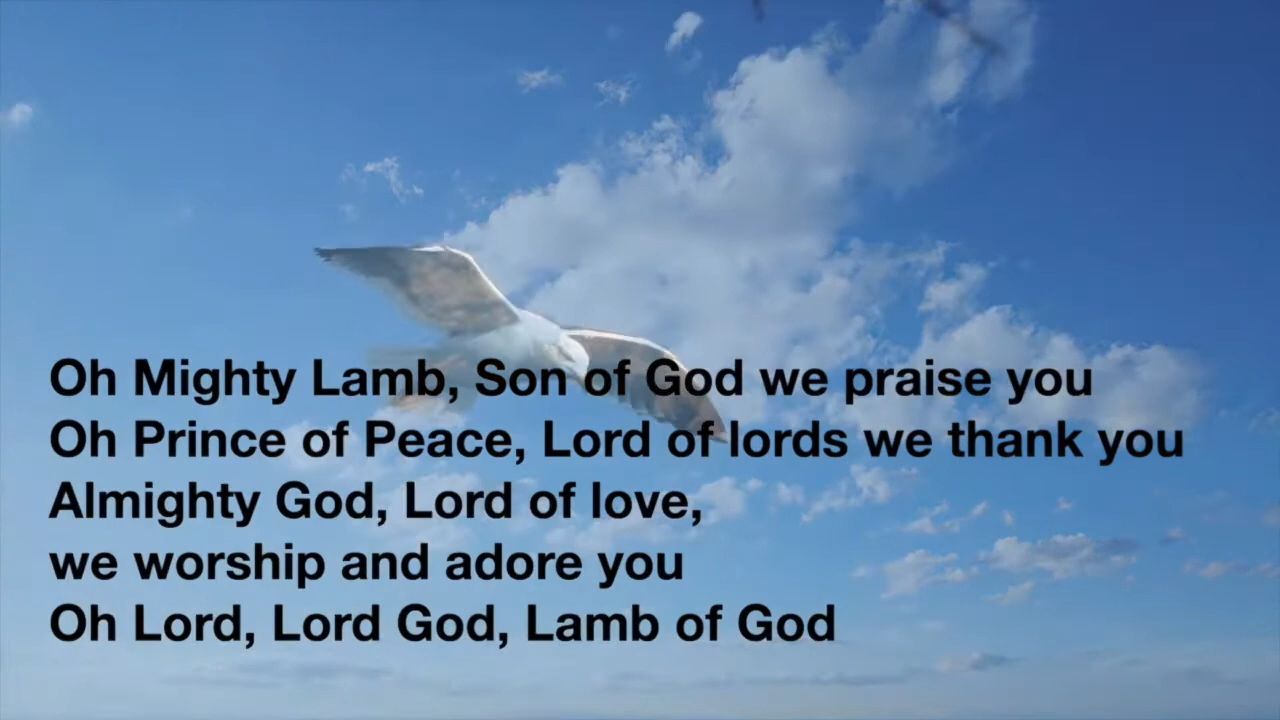 Oh Mighty Lamb, Son of God we praise you
Oh Prince of Peace, Lord of lords we thank you
Almighty God, Lord of love,
we worship and adore you
Oh Lord, Lord God, Lamb of God